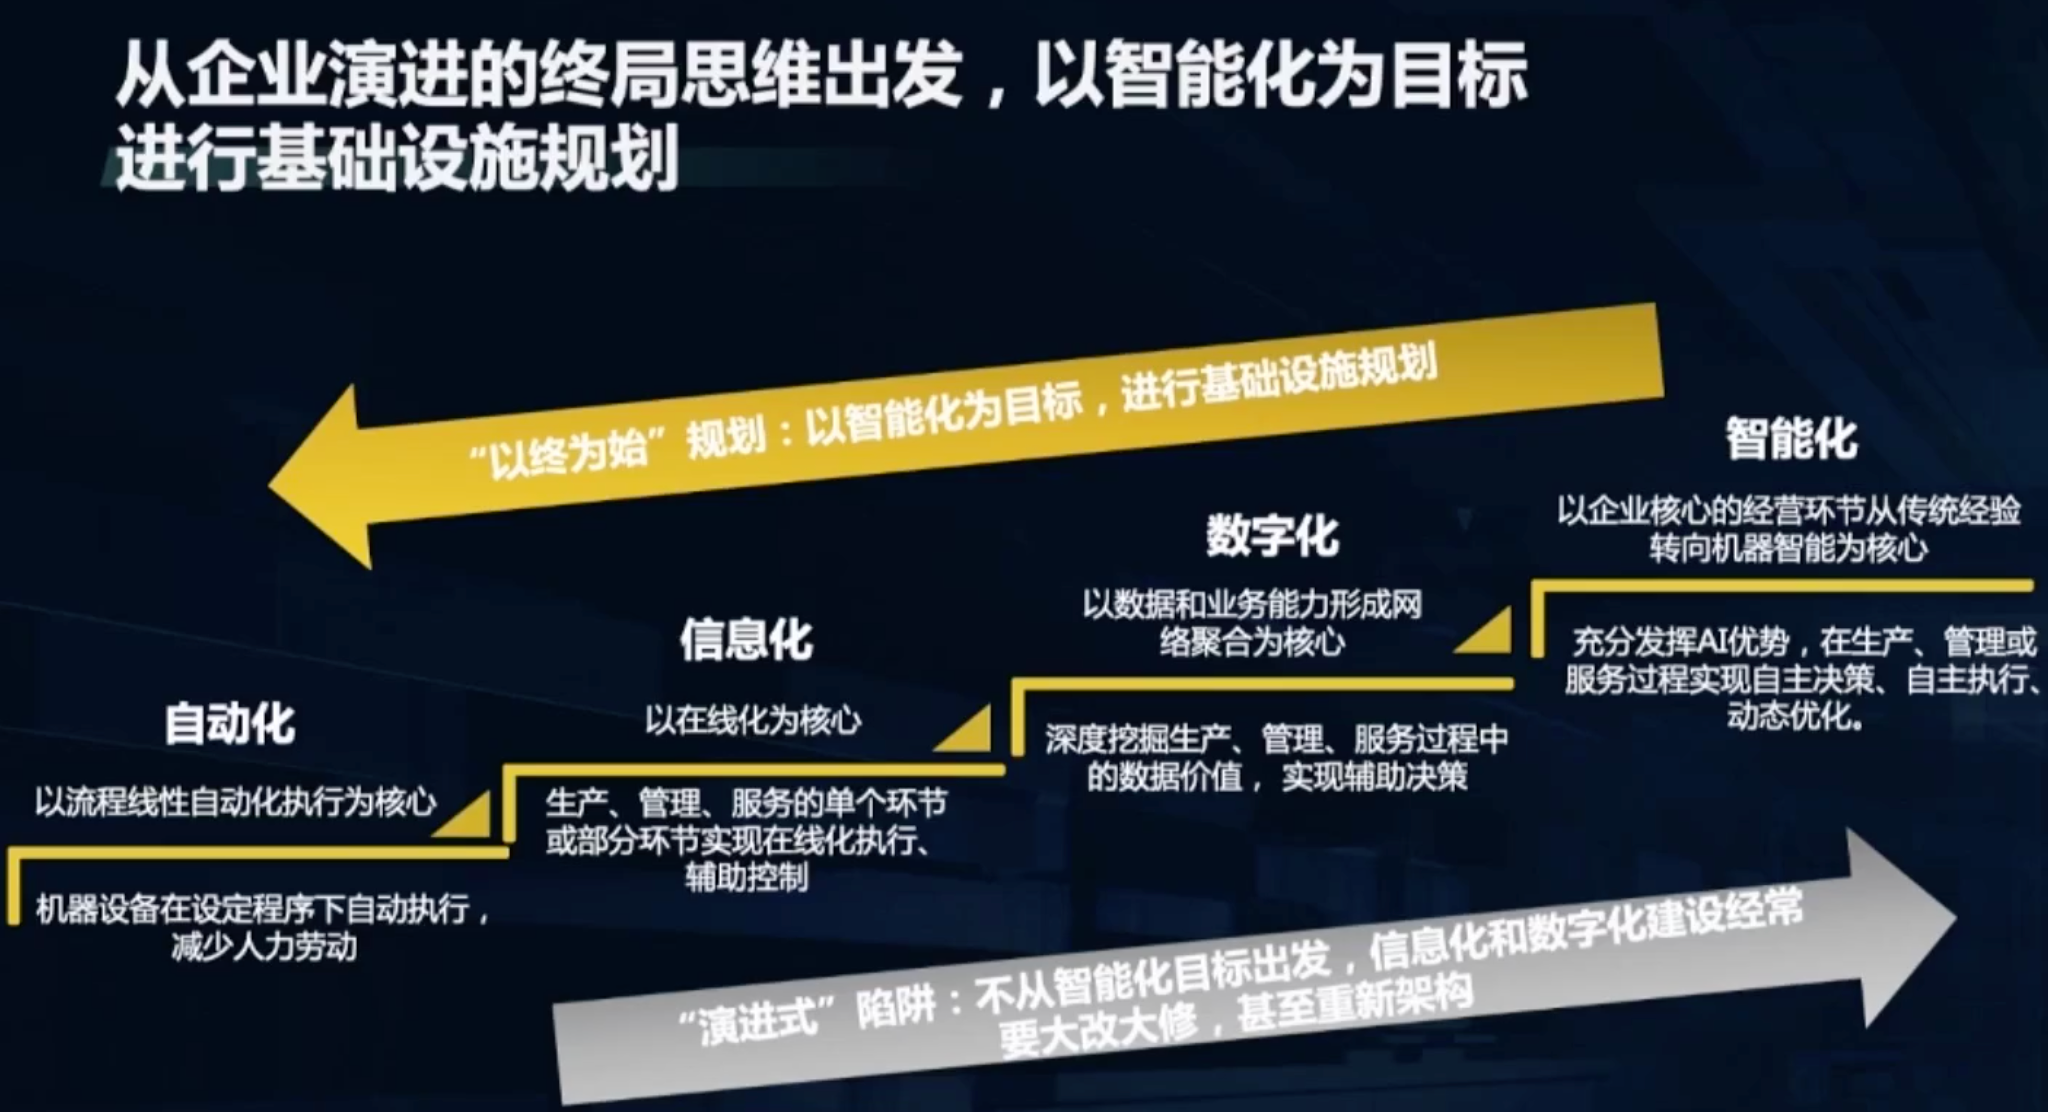 从企业演进的终局思维出发，以智能化为目标
进行基础设施规划
“以终为始”规划：以智能化为目标，进行基础设施规划
智能化
以企业核心的经营环节从传统经验
转向机器智能为核心
充分发挥AI优势，在生产、管理或
服务过程实现自主决策、自主执行、
动态优化。
数字化
以数据和业务能力形成网
络聚合为核心
深度挖掘生产、管理、服务过程中
的数据价值，实现辅助决策
信息化
以在线化为核心
生产、管理、服务的单个环节
或部分环节实现在线化执行、
辅助控制
自动化
以流程线性自动化执行为核心
机器设备在设定程序下自动执行，
减少人力劳动
“演进式”陷阱：不从智能化目标出发，信息化和数字化建设经常
要大改大修，甚至重新架构